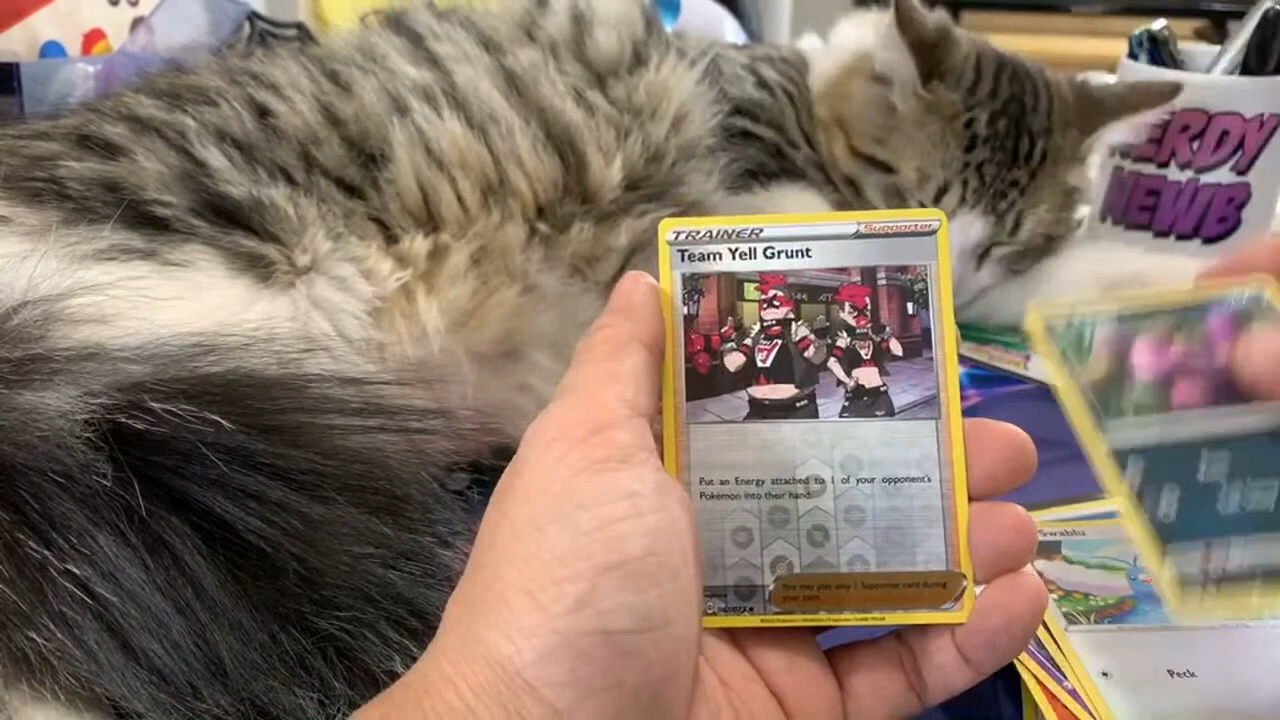 TRAINER
Supporter
Team Yell Grunt
Put an Energy attached to 1 of your opponent's
Pokémon into their hand.
You may play only 1 Supporter card during
your turn.
ERDY
NEWB
Swablu
Peck